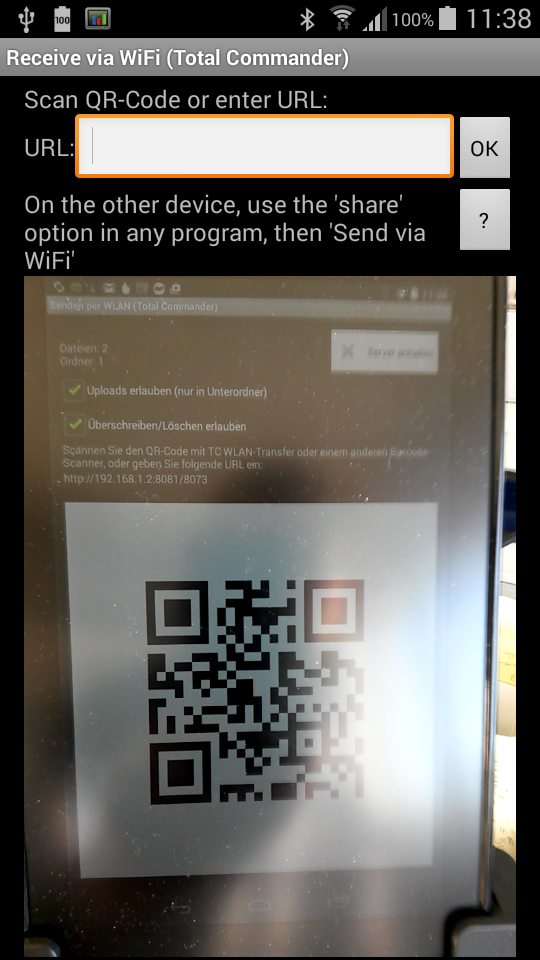 100
100%
11:38
Receive via WiFi (Total Commander)
Scan QR-Code or enter URL:
URL:
OK
On the other device, use the 'share'
option in any program, then 'Send via
WiFi'
?
Senden per WLAN (Total Commander)
Dateien: 2
Ordner: 1
Server
Uploads erlauben (nur in Unterordner)
Überschreiben/Löschen erlauben
Scannen Sie den QR-Code mit TC WLAN-Transfer oder einem anderen Barcode
Scanner, oder geben Sie folgende URL ein:
http://192.168.1.2:8081/8073